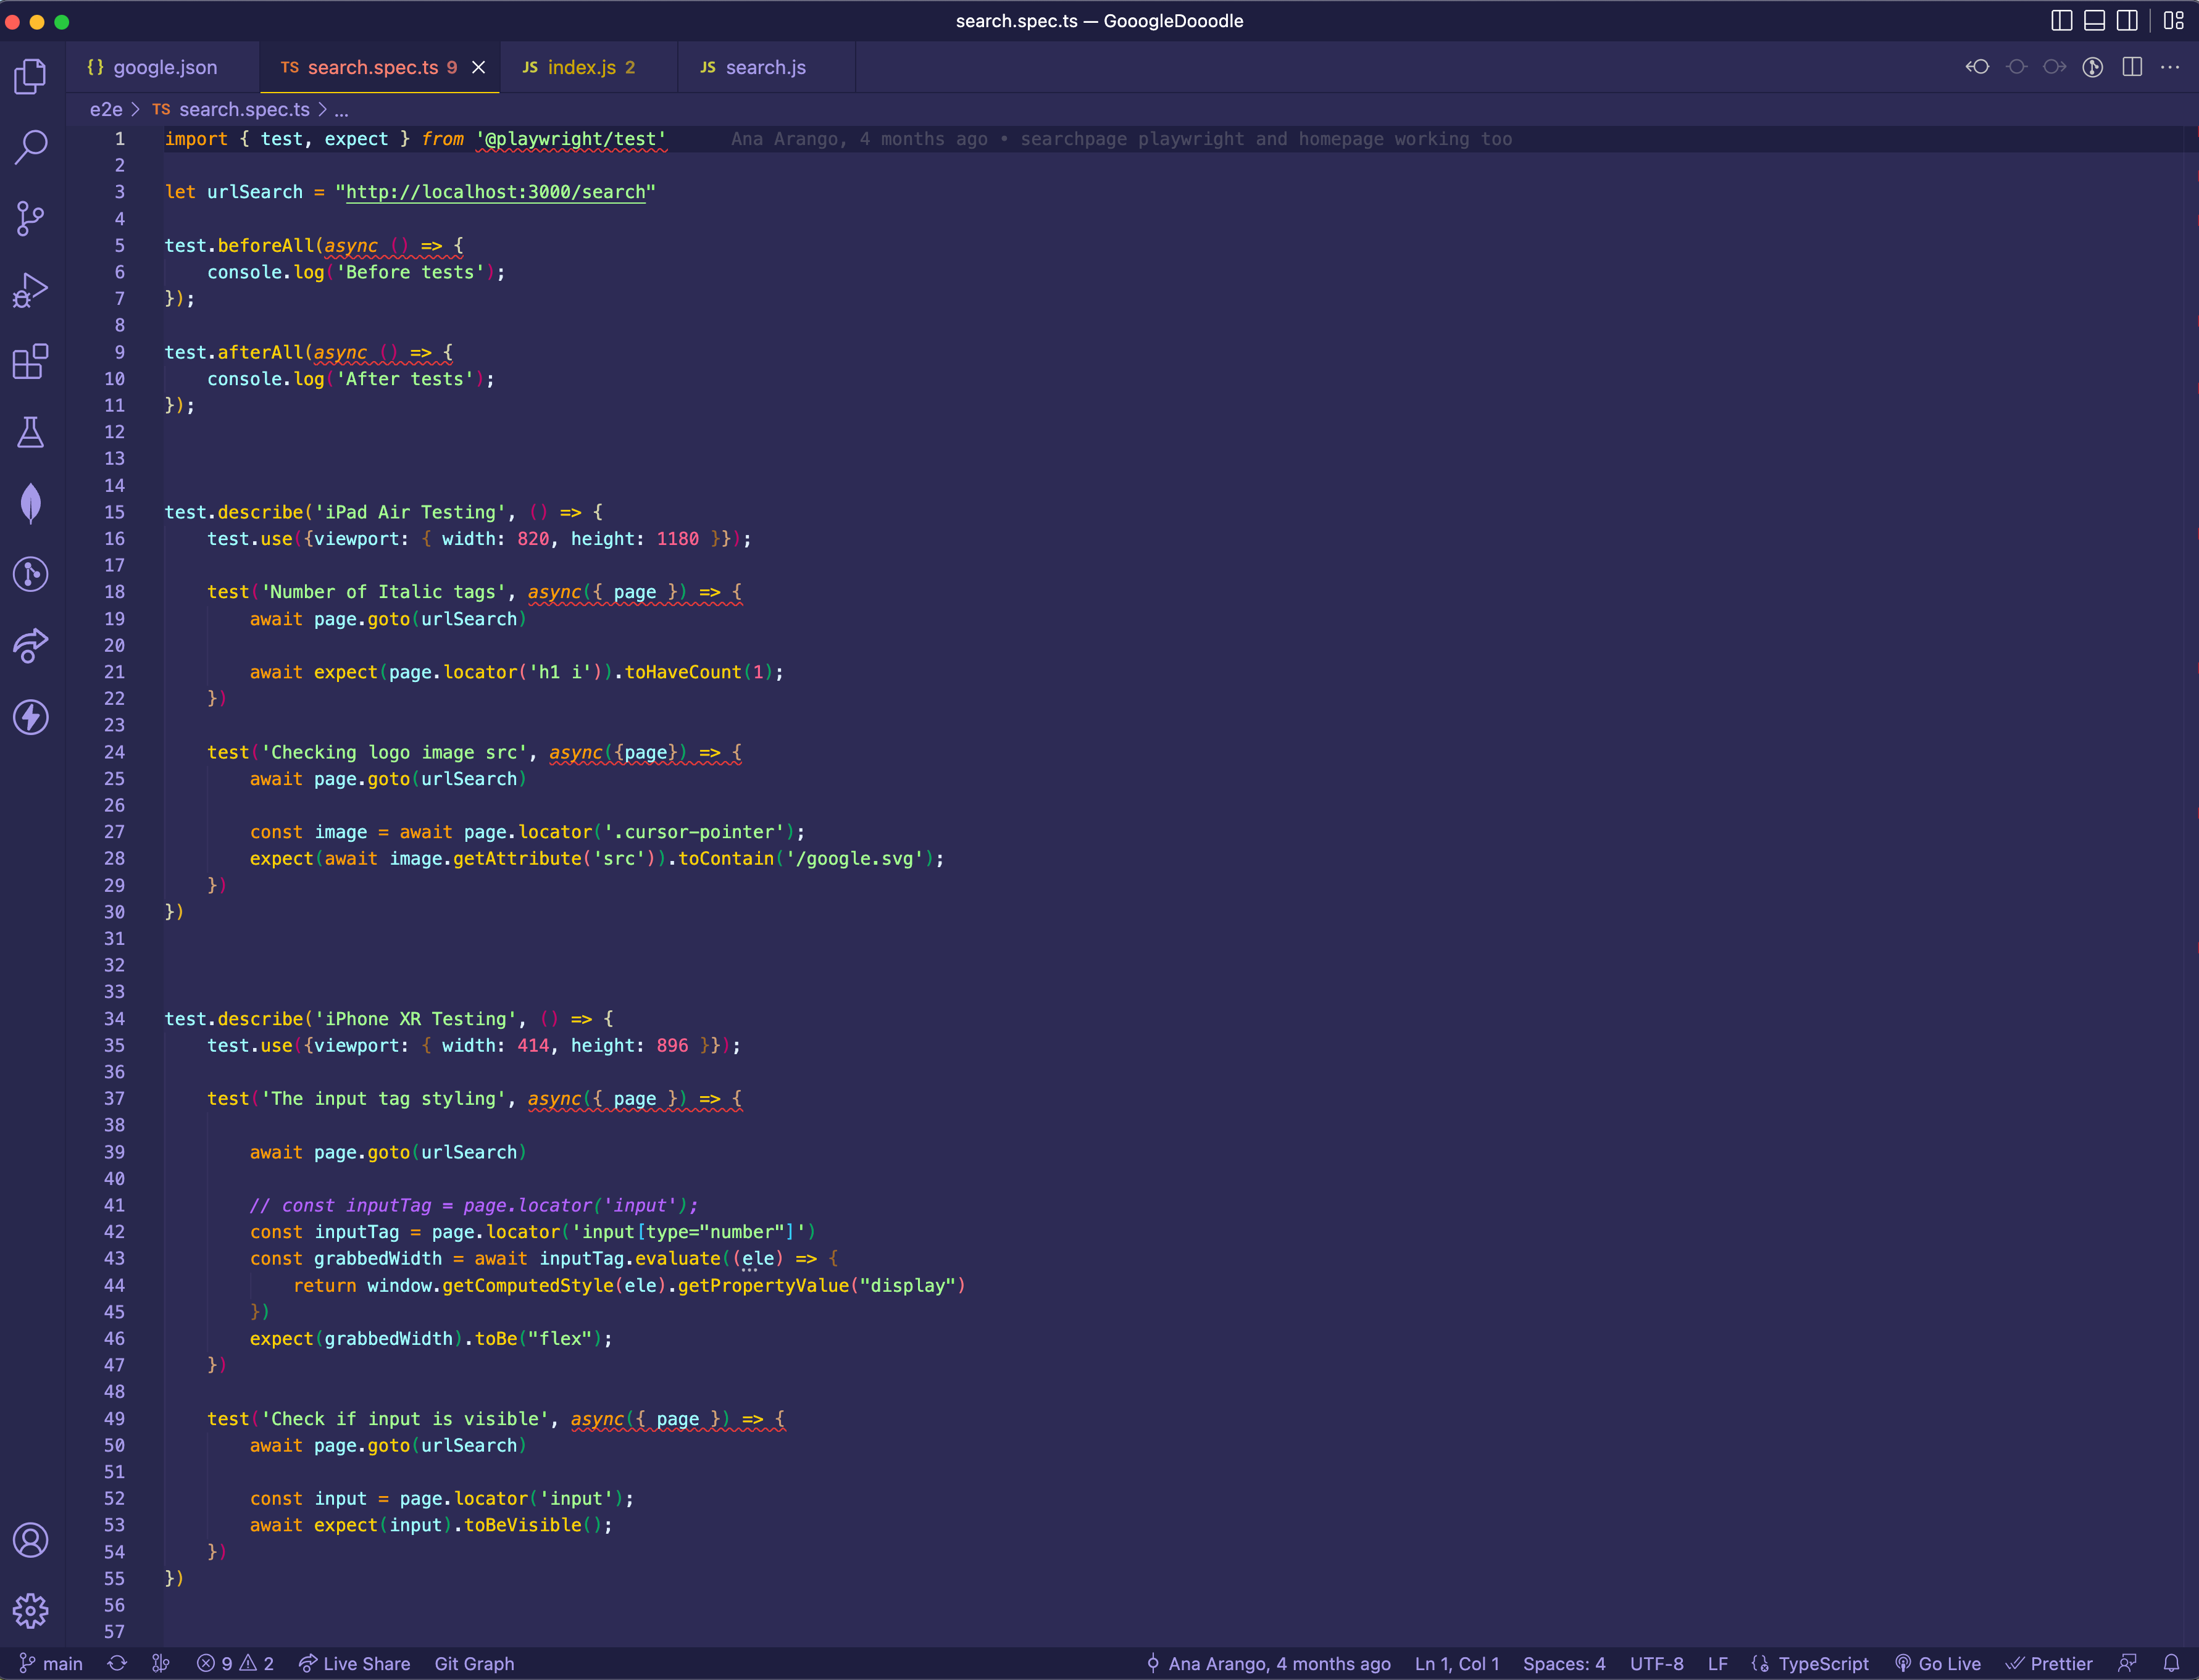 search.spec.ts — GooogleDooodle
{} google.json
TS search.spec.ts 9
JS index.js 2
JS search.js
e2e > TS search.spec.ts > ...
1 import { test, expect } from '@playwright/test' Ana Arango, 4 months ago • searchpage playwright and homepage working too
2
3 let urlSearch = "http://localhost:3000/search"
4
5 test.beforeAll(async () => {
6 console.log('Before tests');
7 });
8
9 test.afterAll(async () => {
10 console.log('After tests');
11 });
12
13
14
15 test.describe('iPad Air Testing', () => {
16 test.use({viewport: { width: 820, height: 1180 }});
17
18 test('Number of Italic tags', async({ page }) => {
19 await page.goto(urlSearch)
20
21 await expect(page.locator('h1 i')).toHaveCount(1);
22 })
23
24 test('Checking logo image src', async({page}) => {
25 await page.goto(urlSearch)
26
27 const image = await page.locator('.cursor-pointer');
28 expect(await image.getAttribute('src')).toContain('/google.svg');
29 })
30 })
31
32
33
34 test.describe('iPhone XR Testing', () => {
35 test.use({viewport: { width: 414, height: 896 }});
36
37 test('The input tag styling', async({ page }) => {
38
39 await page.goto(urlSearch)
40
41 // const inputTag = page.locator('input');
42 const inputTag = page.locator('input[type="number"]')
43 const grabbedWidth = await inputTag.evaluate((ele) => {
44 return window.getComputedStyle(ele).getPropertyValue("display")
45 })
46 expect(grabbedWidth).toBe("flex");
47 })
48
49 test('Check if input is visible', async({ page }) => {
50 await page.goto(urlSearch)
51
52 const input = page.locator('input');
53 await expect(input).toBeVisible();
54 })
55 })
56
57
main 9 2 Live Share Git Graph Ana Arango, 4 months ago Ln 1, Col 1 Spaces: 4 UTF-8 LF TypeScript Go Live Prettier